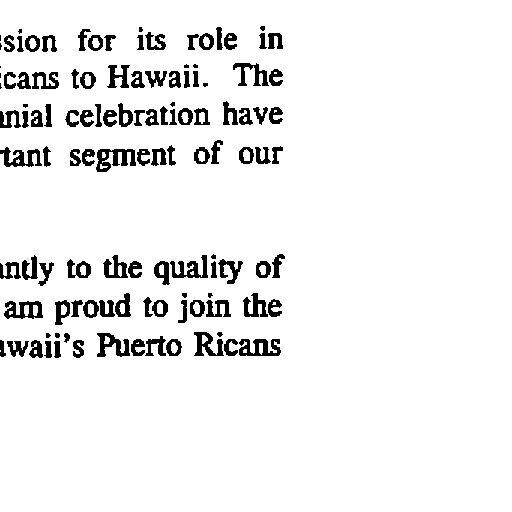 ssion for its role in
icans to Hawaii. The
nnial celebration have
rtant segment of our
antly to the quality of
am proud to join the
awaii's Puerto Ricans